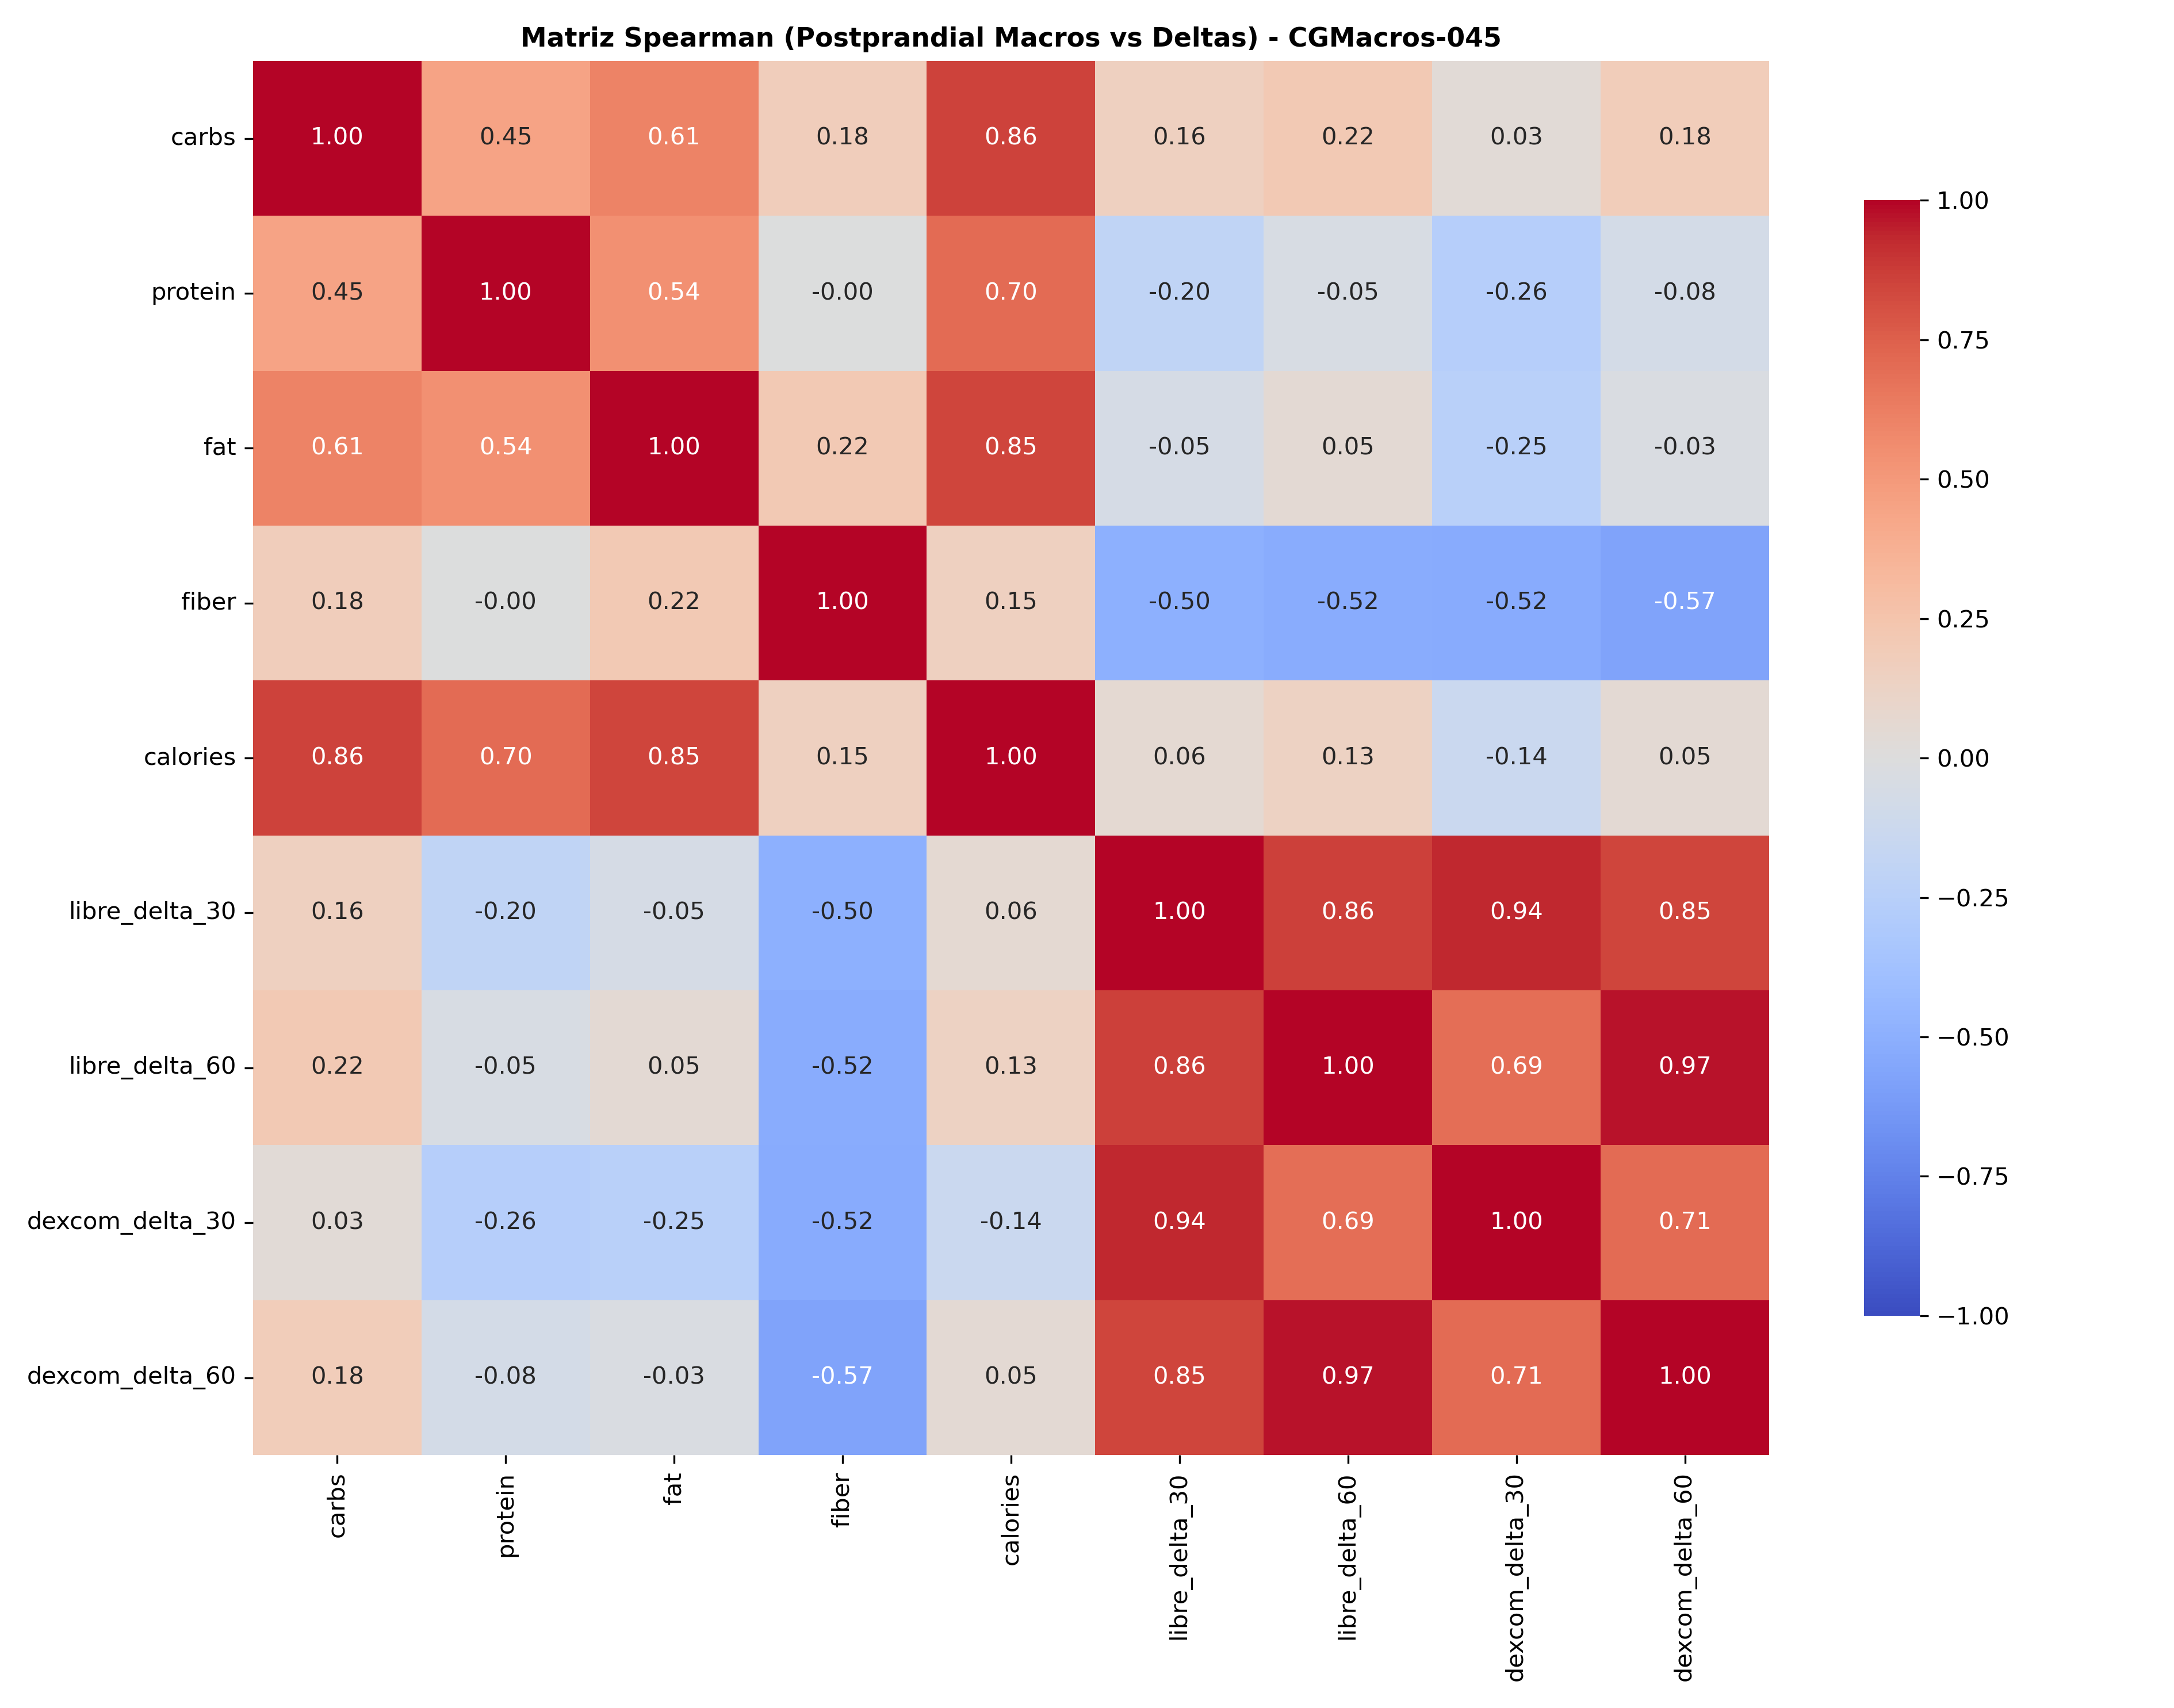 Matriz Spearman (Postprandial Macros vs Deltas) - CGMacros-045
carbs 1.00 0.45 0.61 0.18 0.86 0.16 0.22 0.03 0.18
protein 0.45 1.00 0.54 -0.00 0.70 -0.20 -0.05 -0.26 -0.08
fat 0.61 0.54 1.00 0.22 0.85 -0.05 0.05 -0.25 -0.03
fiber 0.18 -0.00 0.22 1.00 0.15 -0.50 -0.52 -0.52 -0.57
calories 0.86 0.70 0.85 0.15 1.00 0.06 0.13 -0.14 0.05
libre_delta_30 0.16 -0.20 -0.05 -0.50 0.06 1.00 0.86 0.94 0.85
libre_delta_60 0.22 -0.05 0.05 -0.52 0.13 0.86 1.00 0.69 0.97
dexcom_delta_30 0.03 -0.26 -0.25 -0.52 -0.14 0.94 0.69 1.00 0.71
dexcom_delta_60 0.18 -0.08 -0.03 -0.57 0.05 0.85 0.97 0.71 1.00
carbs protein fat fiber calories libre_delta_30 libre_delta_60 dexcom_delta_30 dexcom_delta_60
1.00
0.75
0.50
0.25
0.00
−0.25
−0.50
−0.75
−1.00